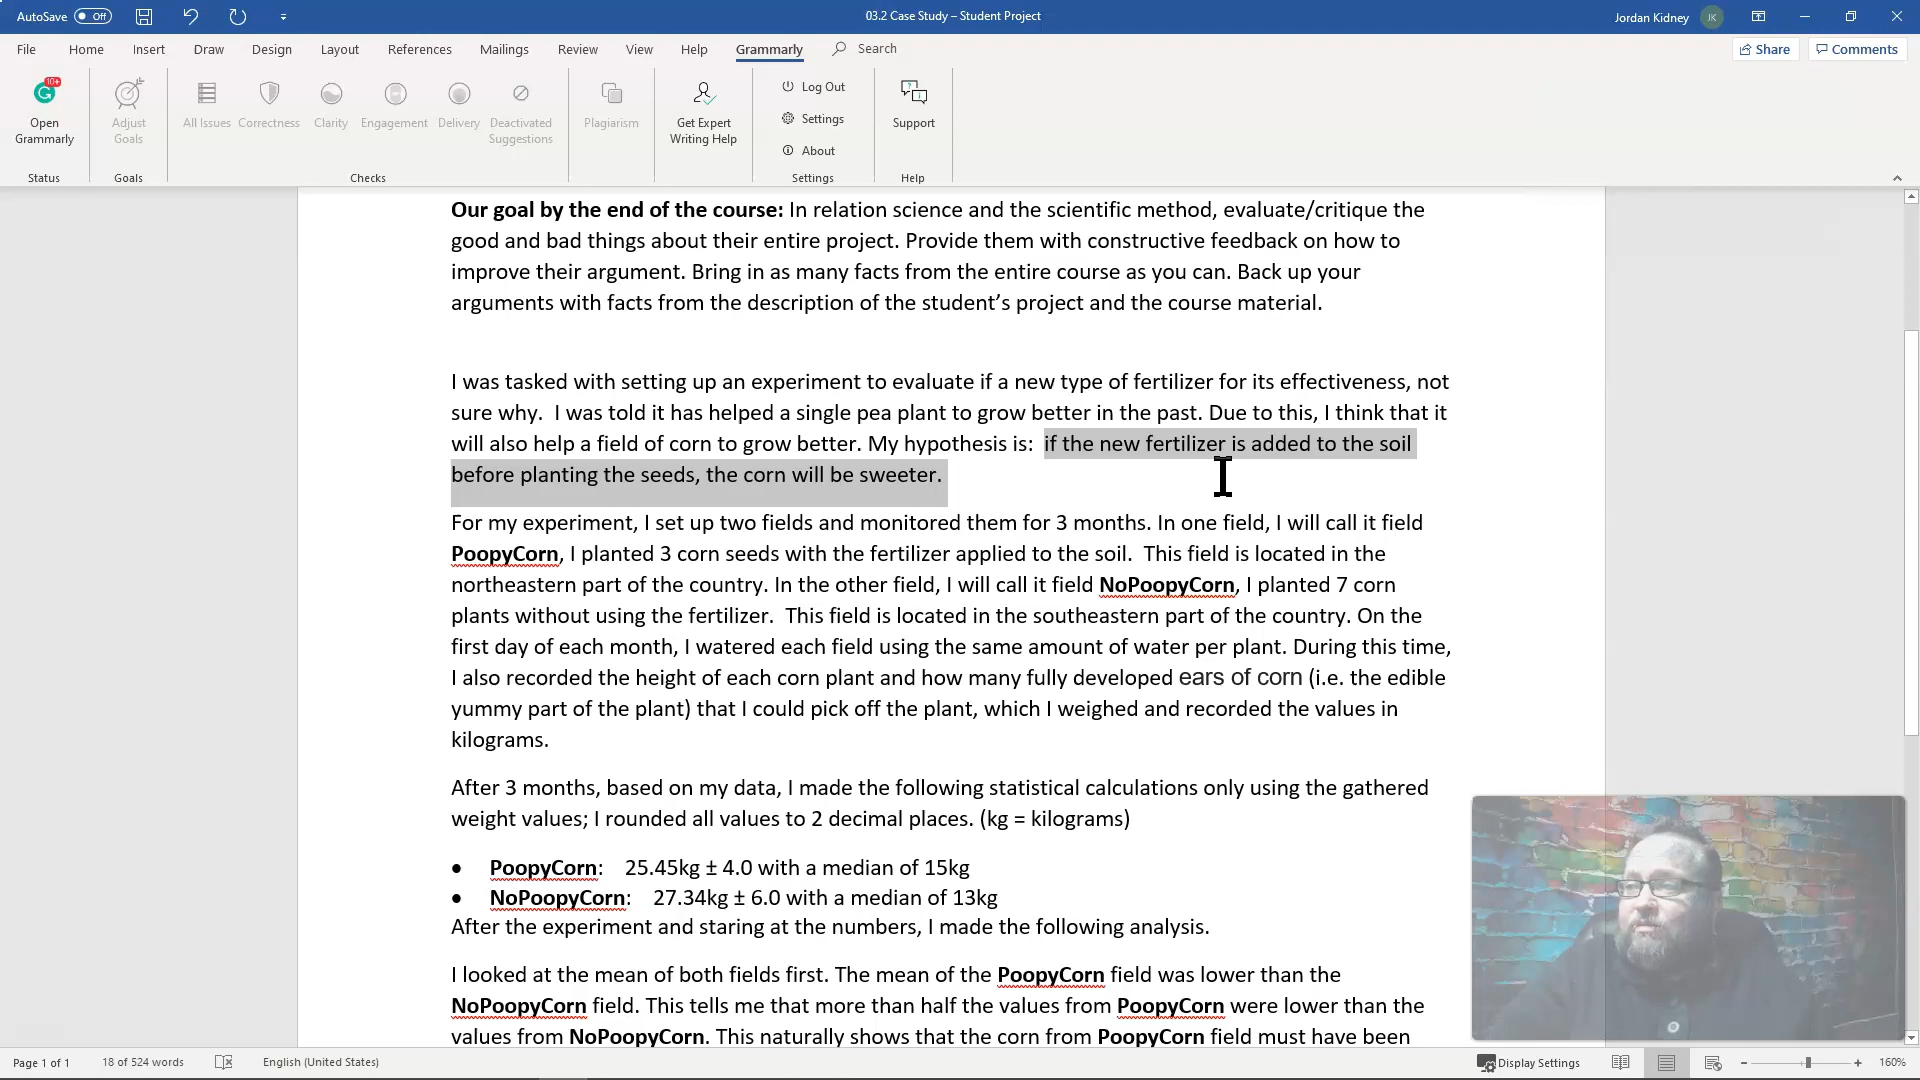 AutoSave Off
03.2 Case Study – Student Project
Jordan Kidney JK
File Home Insert Draw Design Layout References Mailings Review View Help Grammarly Search
Share Comments
10+
Open Grammarly
Adjust Goals
All Issues Correctness Clarity Engagement Delivery Deactivated Suggestions
Plagiarism
Get Expert Writing Help
Log Out
Settings
About
Support
Status Goals Checks Settings Help
Our goal by the end of the course: In relation science and the scientific method, evaluate/critique the
good and bad things about their entire project. Provide them with constructive feedback on how to
improve their argument. Bring in as many facts from the entire course as you can. Back up your
arguments with facts from the description of the student’s project and the course material.
I was tasked with setting up an experiment to evaluate if a new type of fertilizer for its effectiveness, not
sure why.  I was told it has helped a single pea plant to grow better in the past. Due to this, I think that it
will also help a field of corn to grow better. My hypothesis is:  if the new fertilizer is added to the soil
before planting the seeds, the corn will be sweeter.
For my experiment, I set up two fields and monitored them for 3 months. In one field, I will call it field
PoopyCorn, I planted 3 corn seeds with the fertilizer applied to the soil.  This field is located in the
northeastern part of the country. In the other field, I will call it field NoPoopyCorn, I planted 7 corn
plants without using the fertilizer.  This field is located in the southeastern part of the country. On the
first day of each month, I watered each field using the same amount of water per plant. During this time,
I also recorded the height of each corn plant and how many fully developed ears of corn (i.e. the edible
yummy part of the plant) that I could pick off the plant, which I weighed and recorded the values in
kilograms.
After 3 months, based on my data, I made the following statistical calculations only using the gathered
weight values; I rounded all values to 2 decimal places. (kg = kilograms)
• PoopyCorn: 25.45kg ± 4.0 with a median of 15kg
• NoPoopyCorn: 27.34kg ± 6.0 with a median of 13kg
After the experiment and staring at the numbers, I made the following analysis.
I looked at the mean of both fields first. The mean of the PoopyCorn field was lower than the
NoPoopyCorn field. This tells me that more than half the values from PoopyCorn were lower than the
values from NoPoopyCorn. This naturally shows that the corn from PoopyCorn field must have been
Page 1 of 1 18 of 524 words English (United States) Display Settings 160%